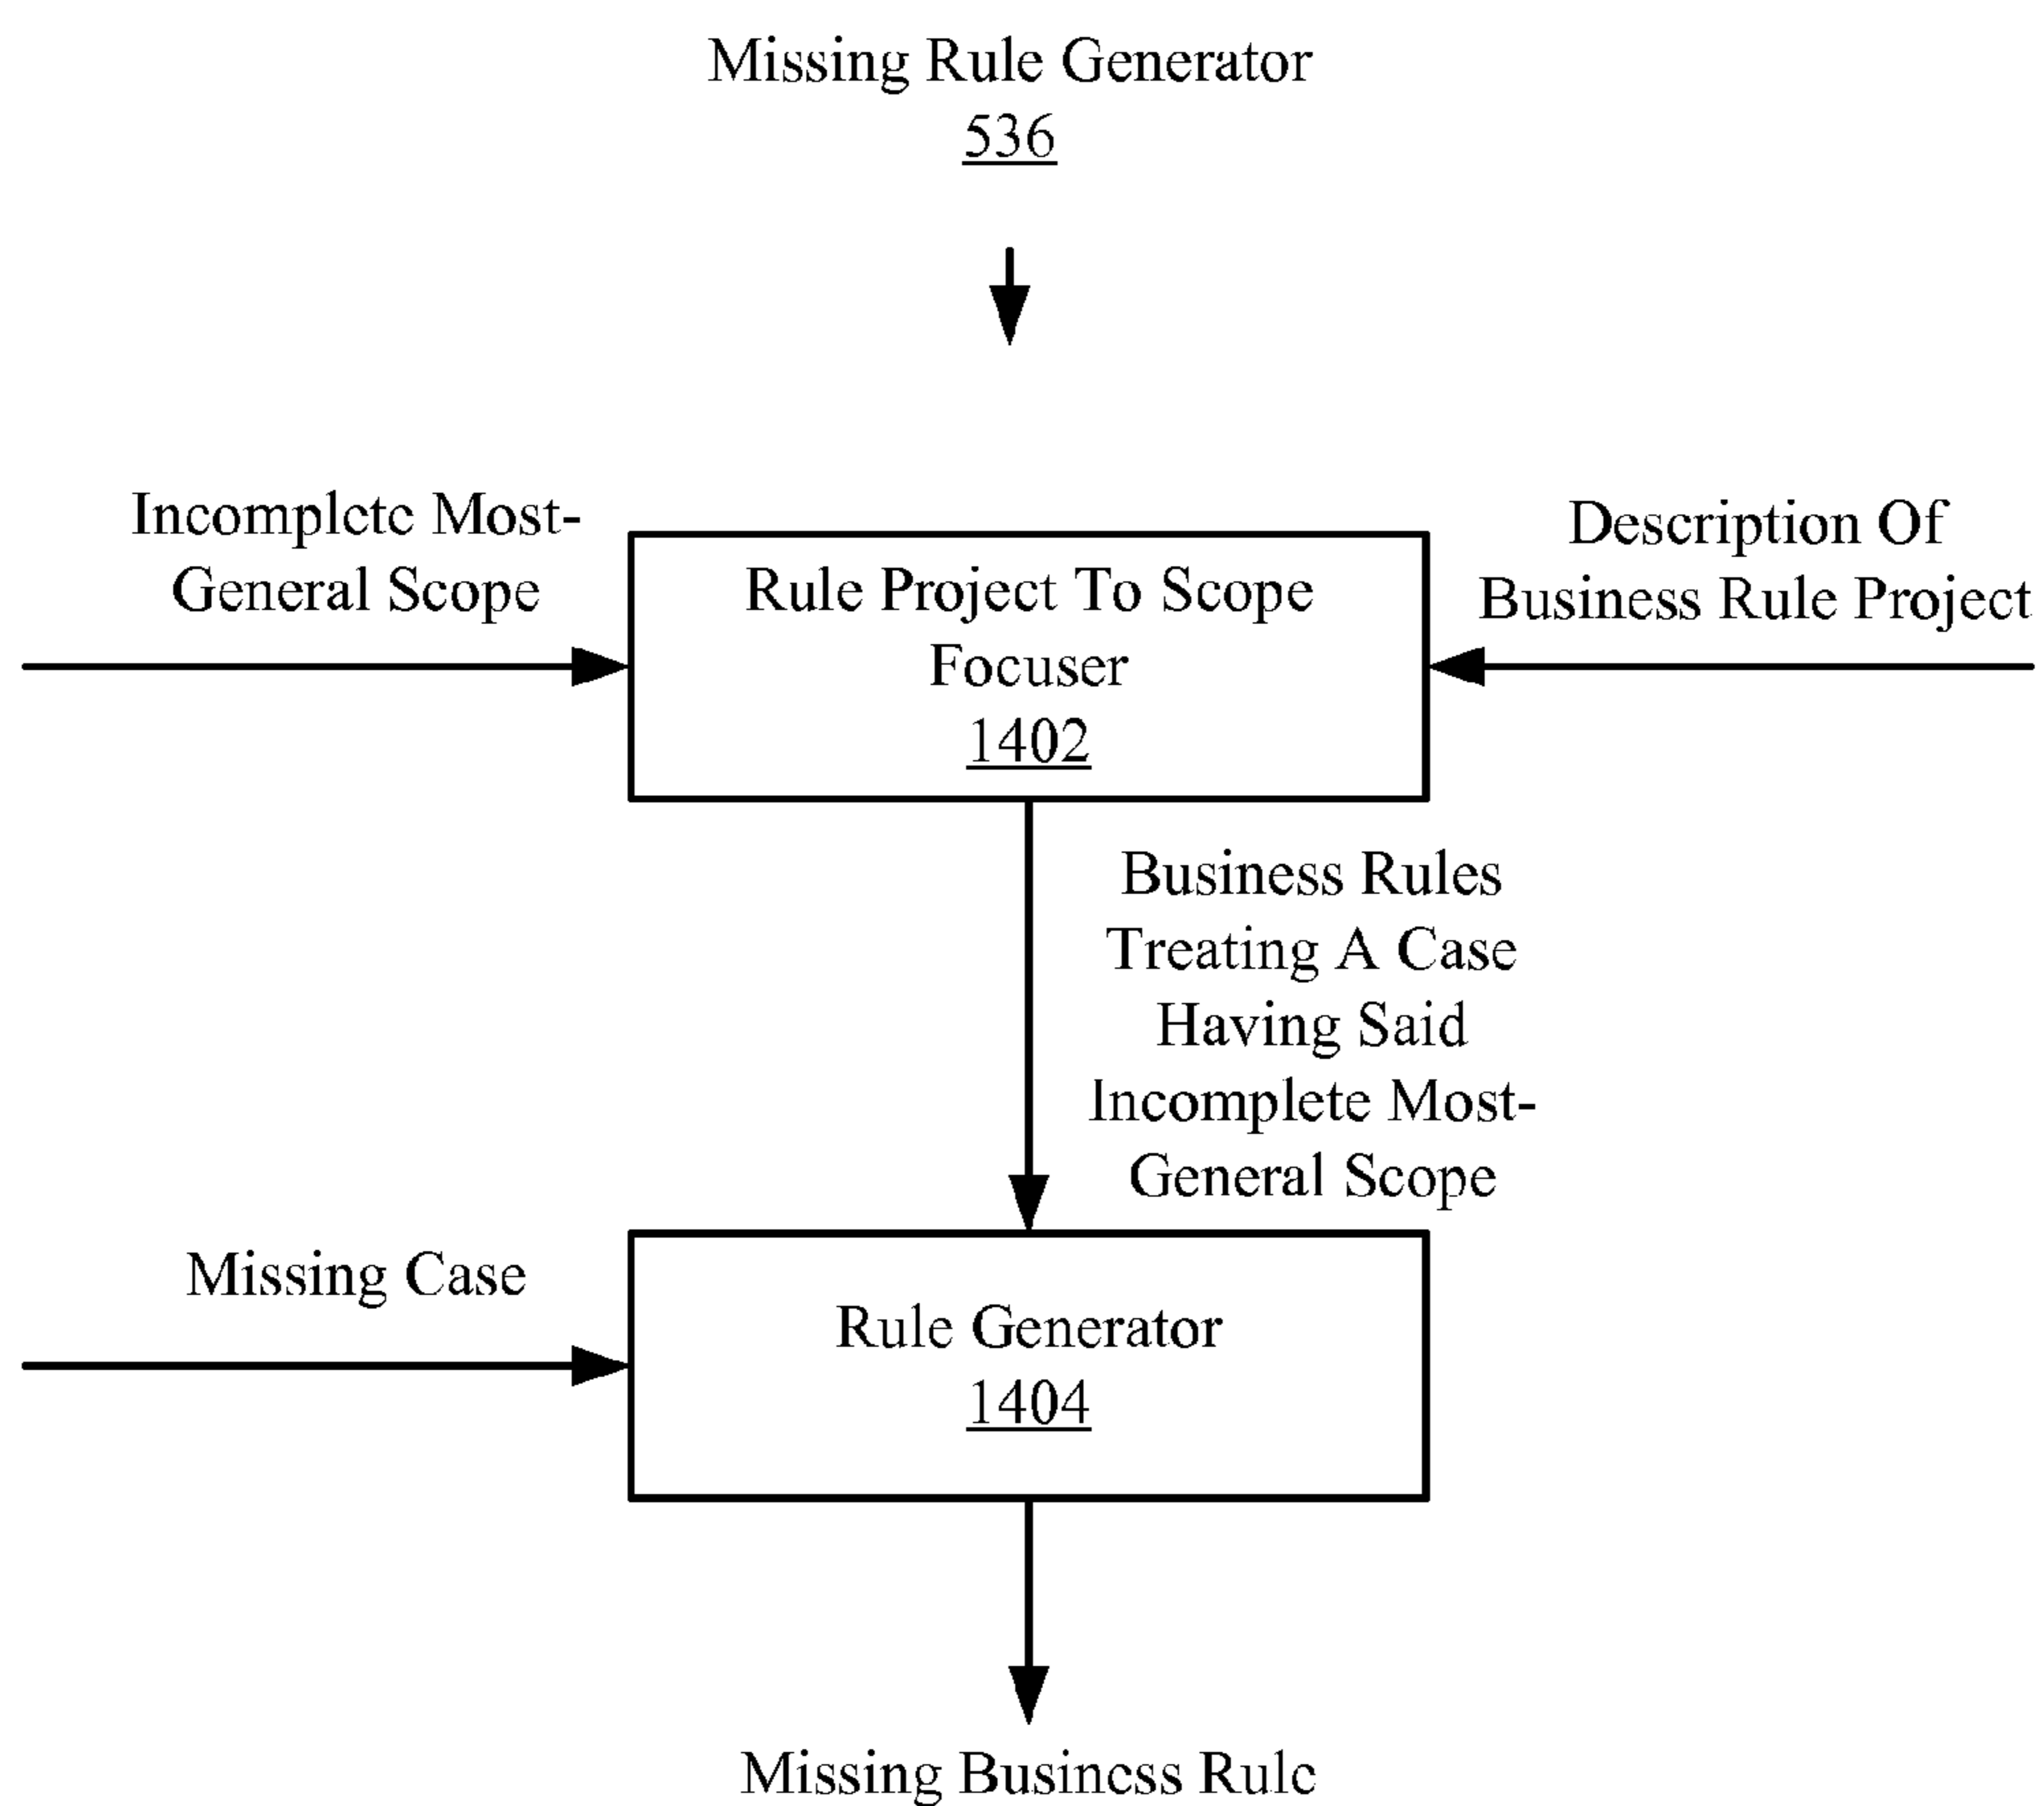 Missing Rule Generator
536
Incomplete Most-
General Scope
Description Of
Business Rule Project
Rule Project To Scope
Focuser
1402
Business Rules
Treating A Case
Having Said
Incomplete Most-
General Scope
Missing Case
Rule Generator
1404
Missing Business Rule